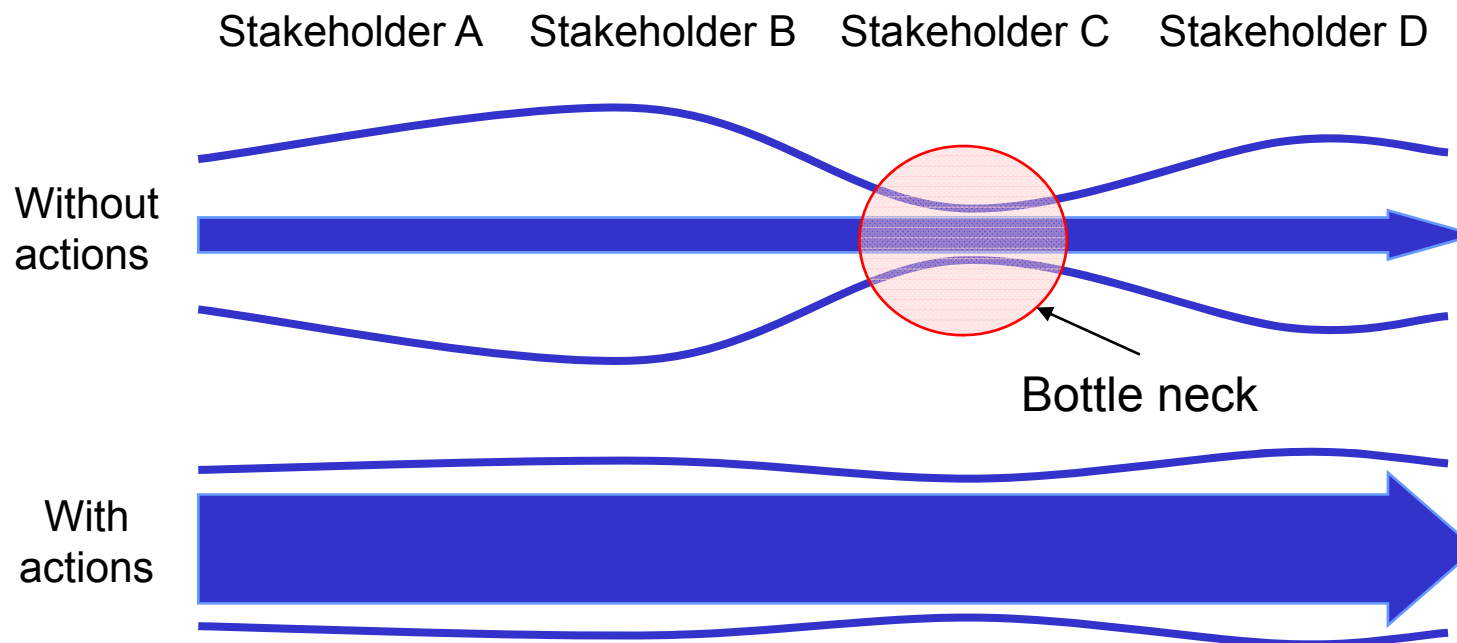 Stakeholder A Stakeholder B Stakeholder C Stakeholder D
Without
actions
Bottle neck
With
actions